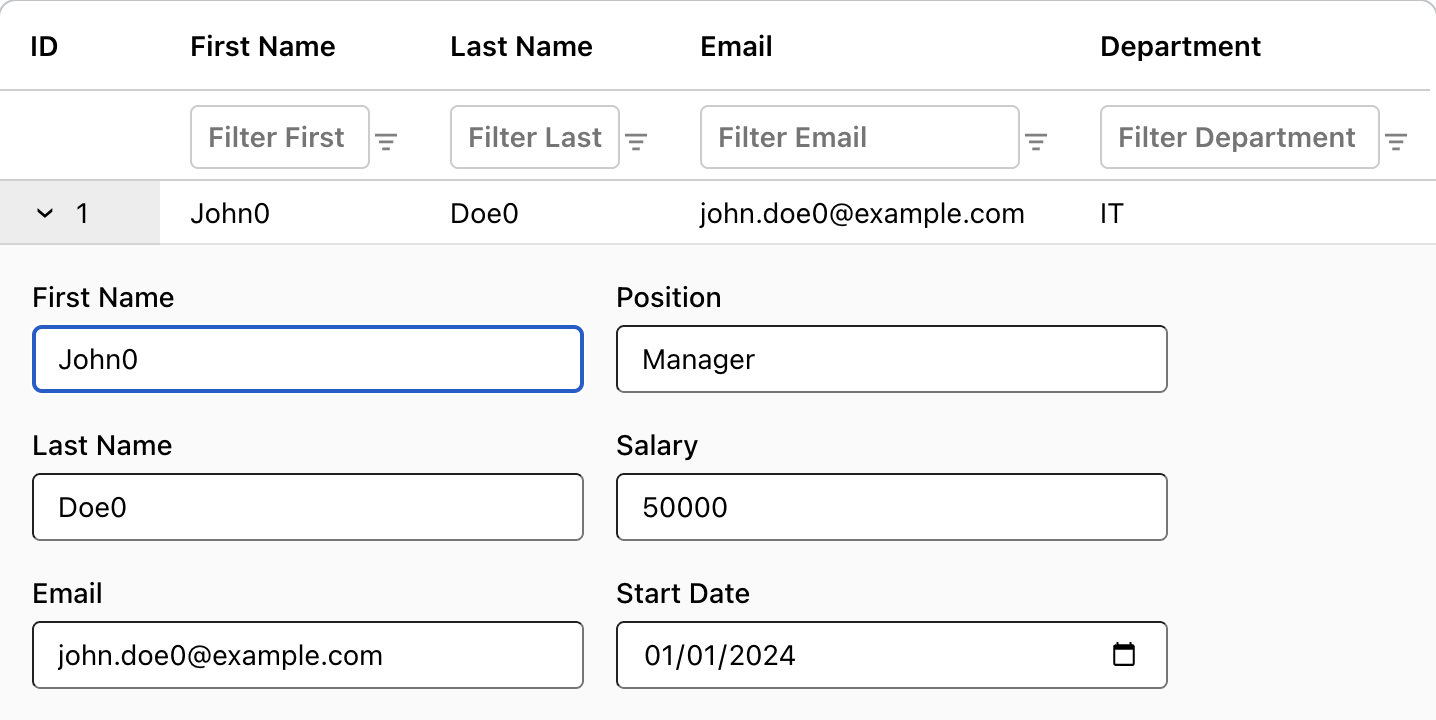 ID First Name Last Name Email Department
Filter First Filter Last Filter Email Filter Department
1 John0 Doe0 john.doe0@example.com IT
First Name Position
John0 Manager
Last Name Salary
Doe0 50000
Email Start Date
john.doe0@example.com 01/01/2024